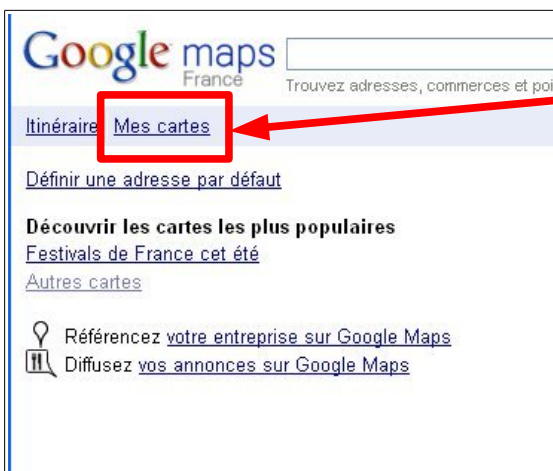 Google maps
France
Trouvez adresses, commerces et poi
Itinéraire Mes cartes
Définir une adresse par défaut
Découvrir les cartes les plus populaires
Festivals de France cet été
Autres cartes
Référencez votre entreprise sur Google Maps
Diffusez vos annonces sur Google Maps